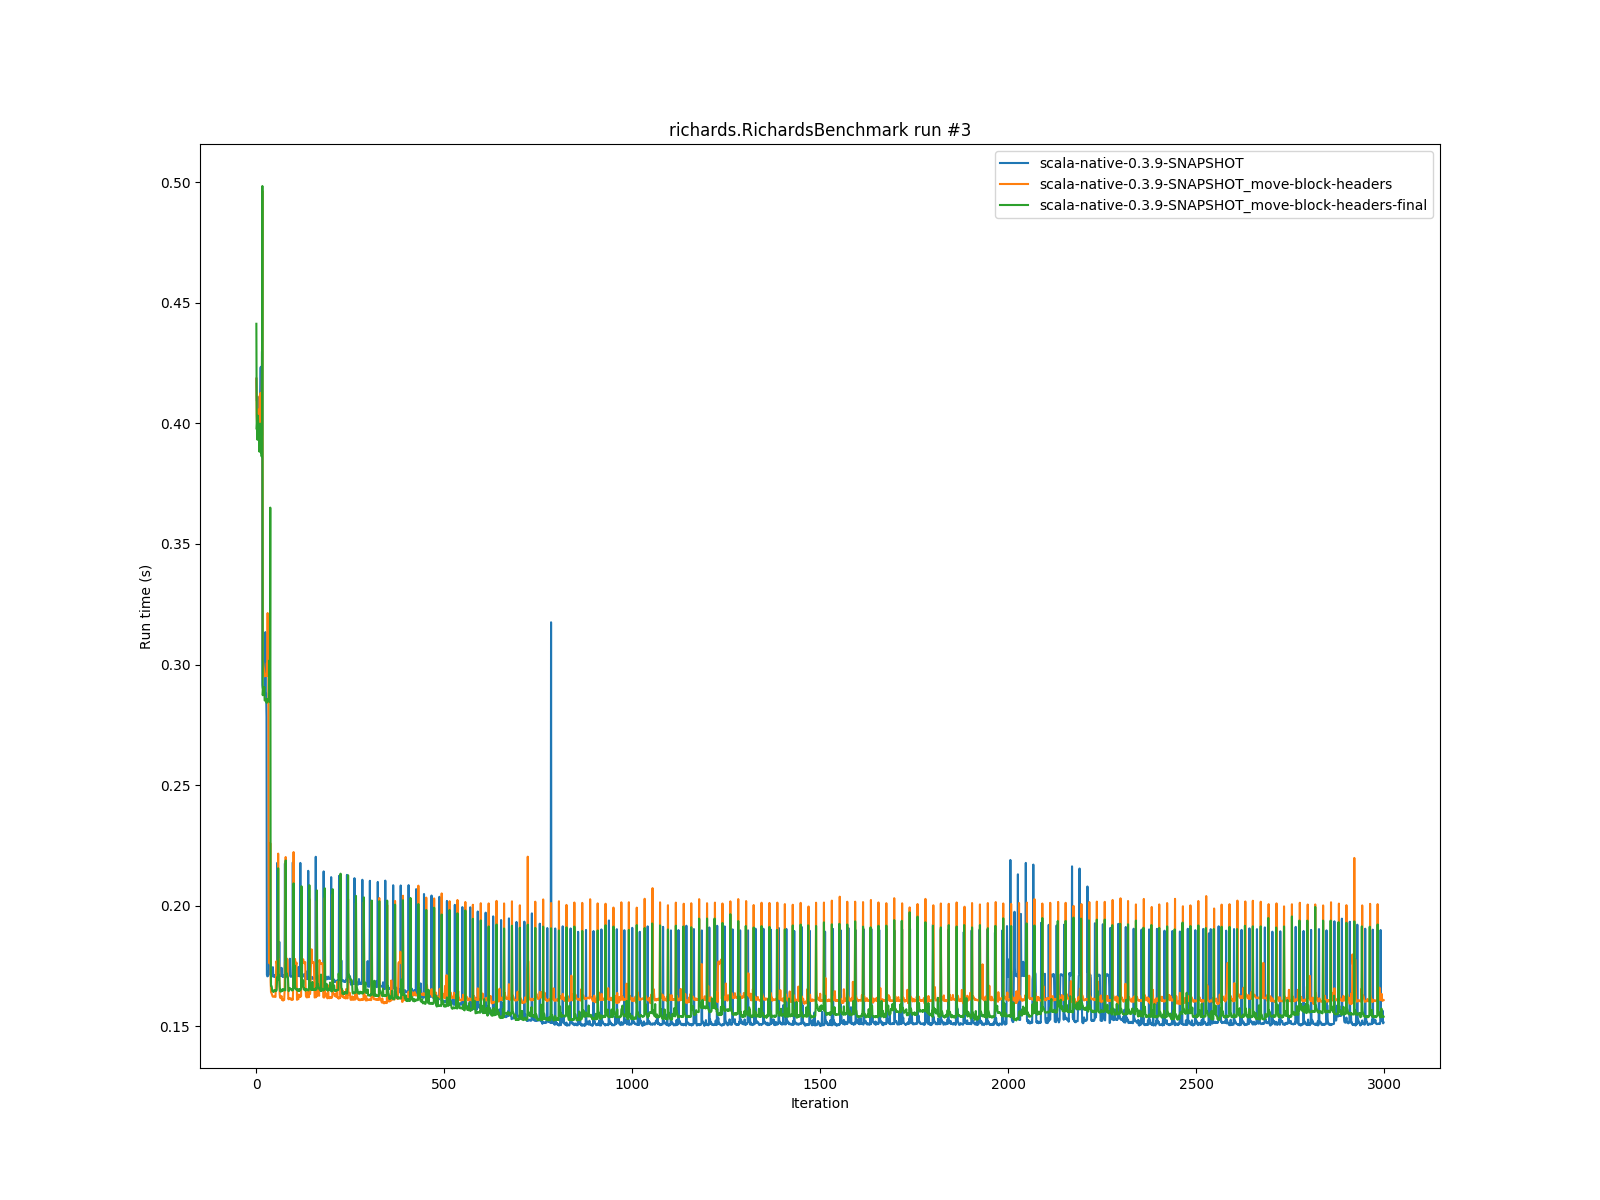 richards.RichardsBenchmark run #3
scala-native-0.3.9-SNAPSHOT
scala-native-0.3.9-SNAPSHOT_move-block-headers
scala-native-0.3.9-SNAPSHOT_move-block-headers-final
Run time (s)
0.50
0.45
0.40
0.35
0.30
0.25
0.20
0.15
0 500 1000 1500 2000 2500 3000
Iteration